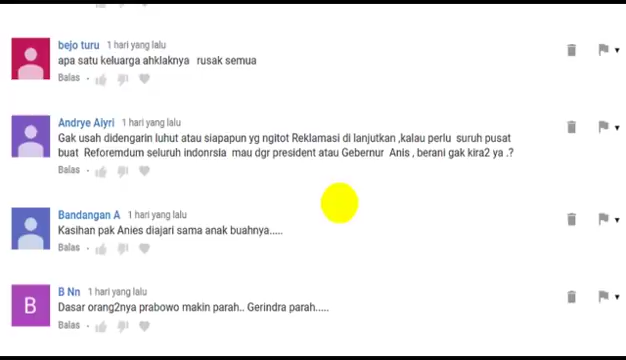 bejo turu 1 hari yang lalu
apa satu keluarga ahklaknya rusak semua
Balas
Andrye Aiyri 1 hari yang lalu
Gak usah didengarin luhut atau siapapun yg ngitot Reklamasi di lanjutkan ,kalau perlu suruh pusat
buat Reforemdum seluruh indonrsia mau dgr president atau Gebernur Anis , berani gak kira2 ya .?
Balas
Bandangan A 1 hari yang lalu
Kasihan pak Anies diajari sama anak buahnya.....
Balas
B
B Nn 1 hari yang lalu
Dasar orang2nya prabowo makin parah.. Gerindra parah.....
Balas